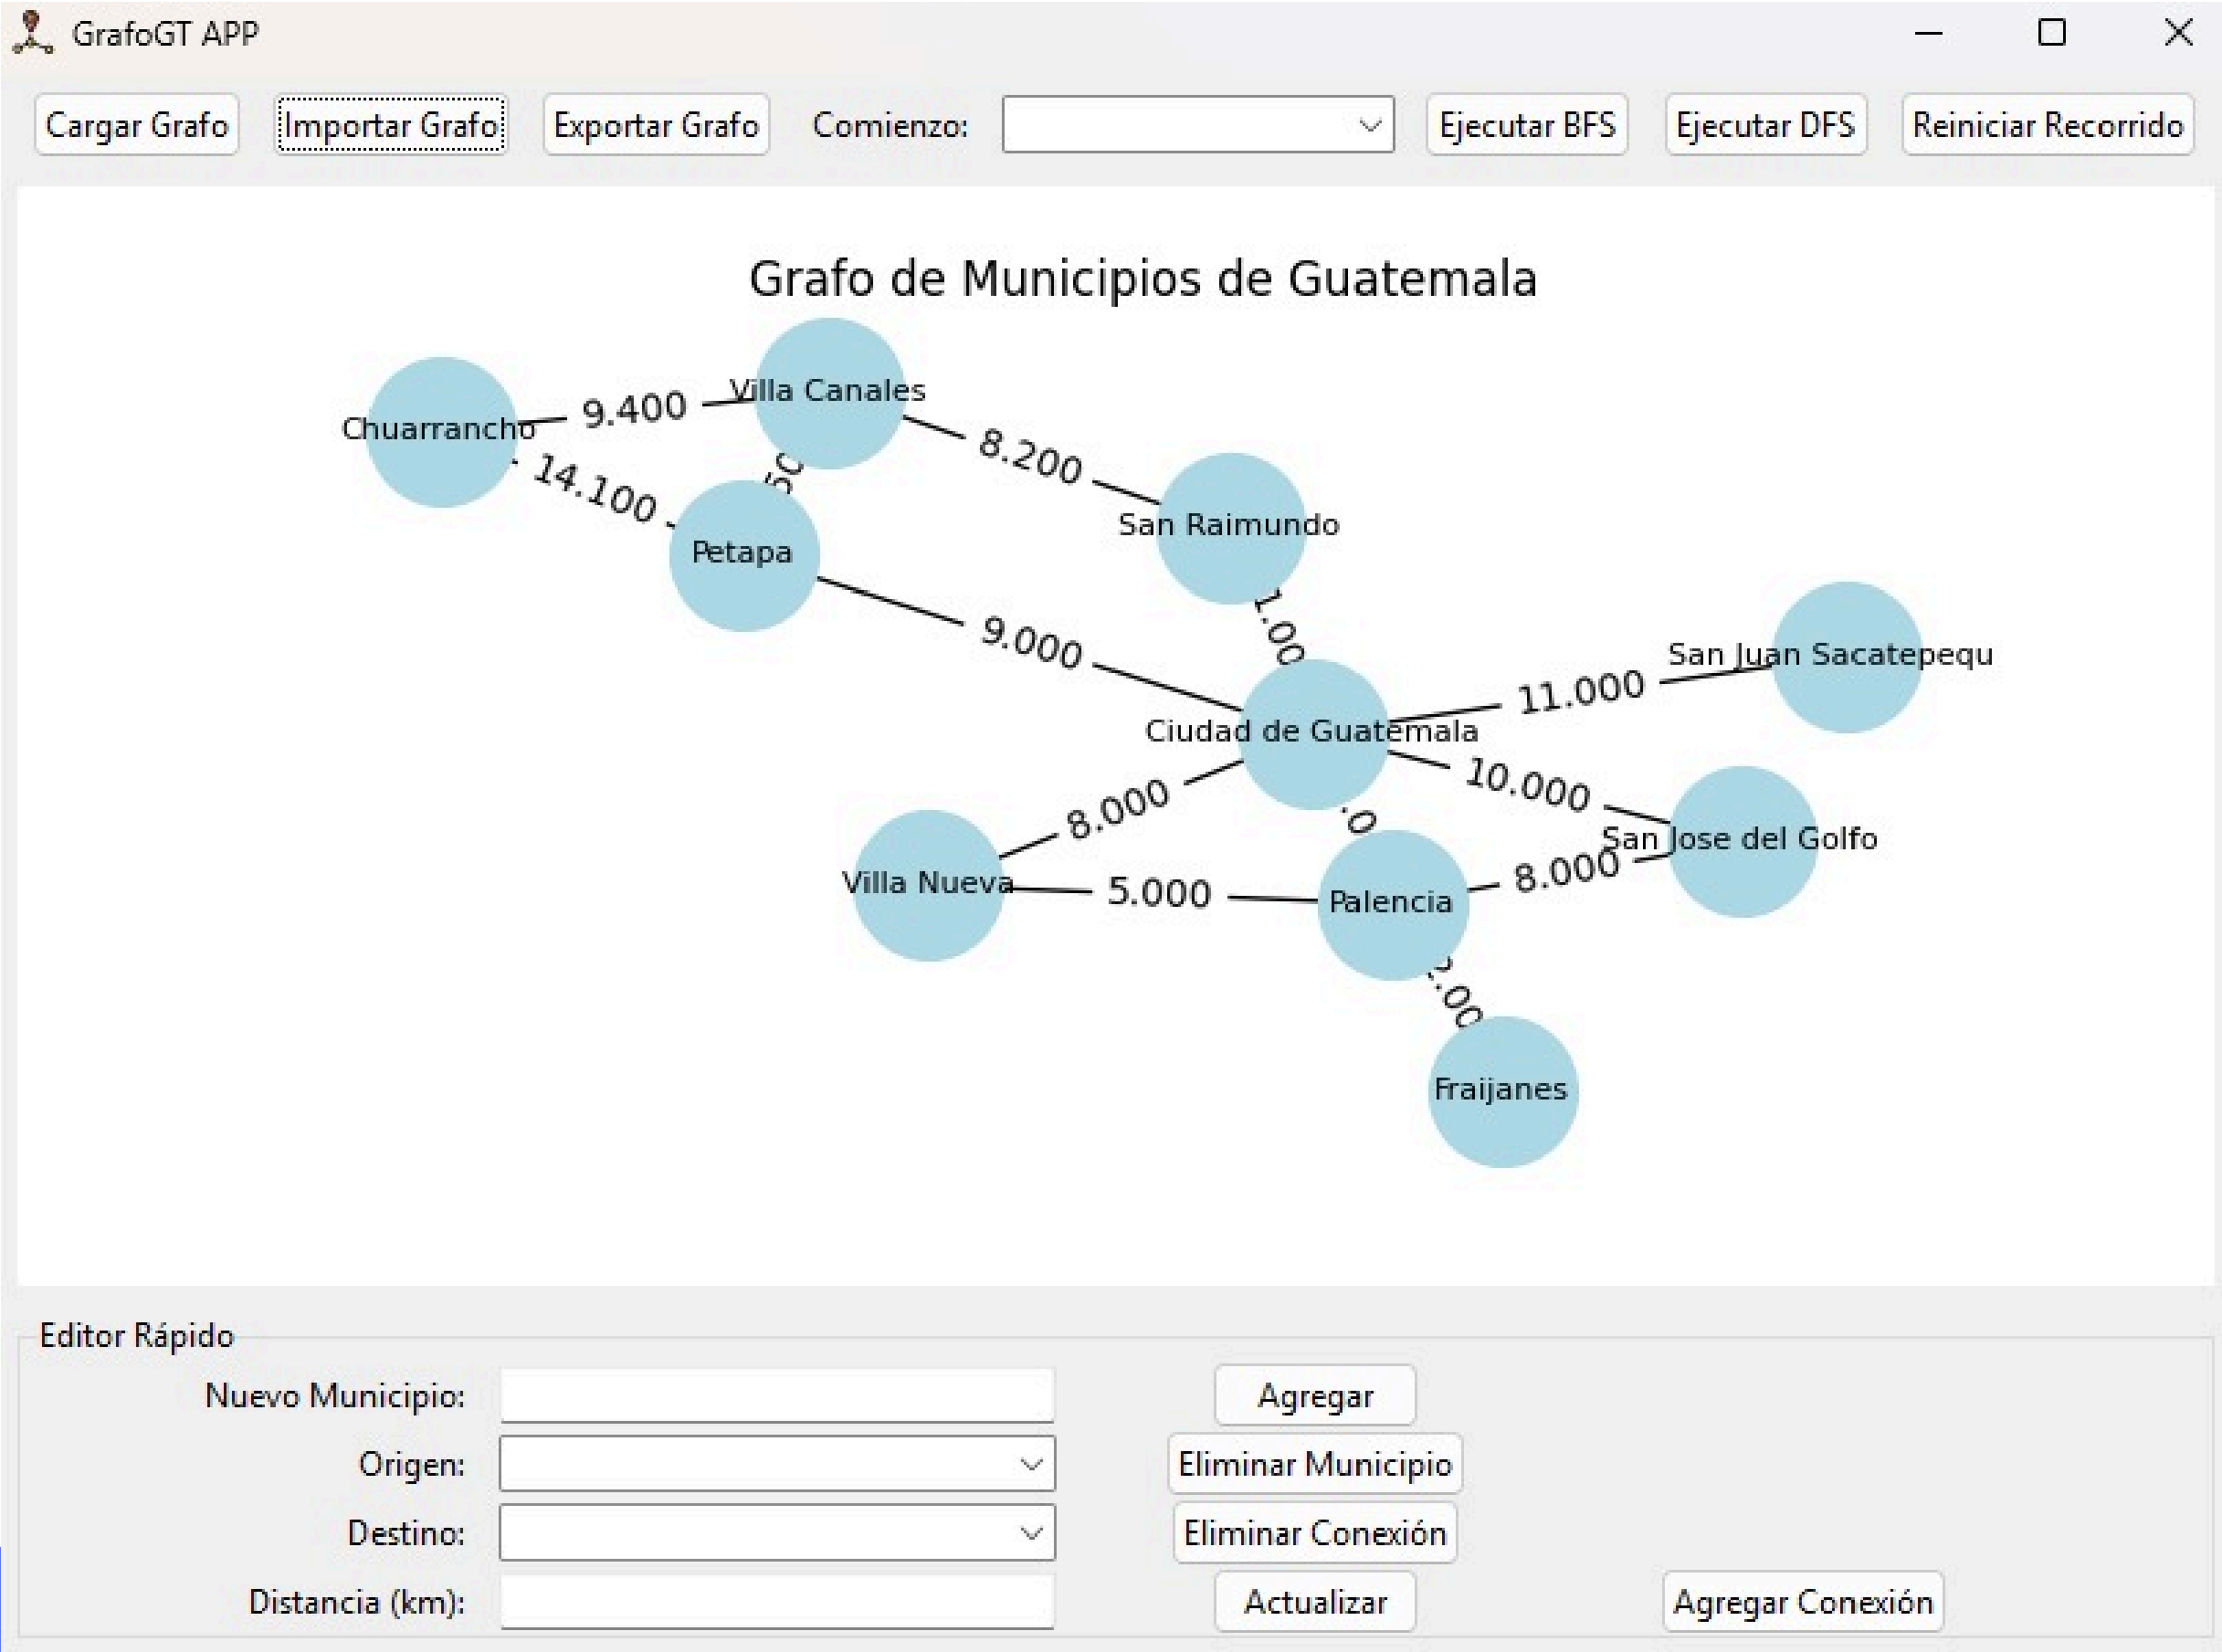 GrafoGT APP
Cargar Grafo Importar Grafo Exportar Grafo Comienzo: Ejecutar BFS Ejecutar DFS Reiniciar Recorrido
Grafo de Municipios de Guatemala
Villa Canales
9.400
Chuarrancho
8.200
14.100
San Raimundo
Petapa
9.000
San Juan Sacatepequ
11.000
Ciudad de Guatemala
10.000
8.000
San Jose del Golfo
8.000
Villa Nueva
5.000
Palencia
Fraijanes
Editor Rápido
Nuevo Municipio: Agregar
Origen: Eliminar Municipio
Destino: Eliminar Conexión
Distancia (km): Actualizar Agregar Conexión